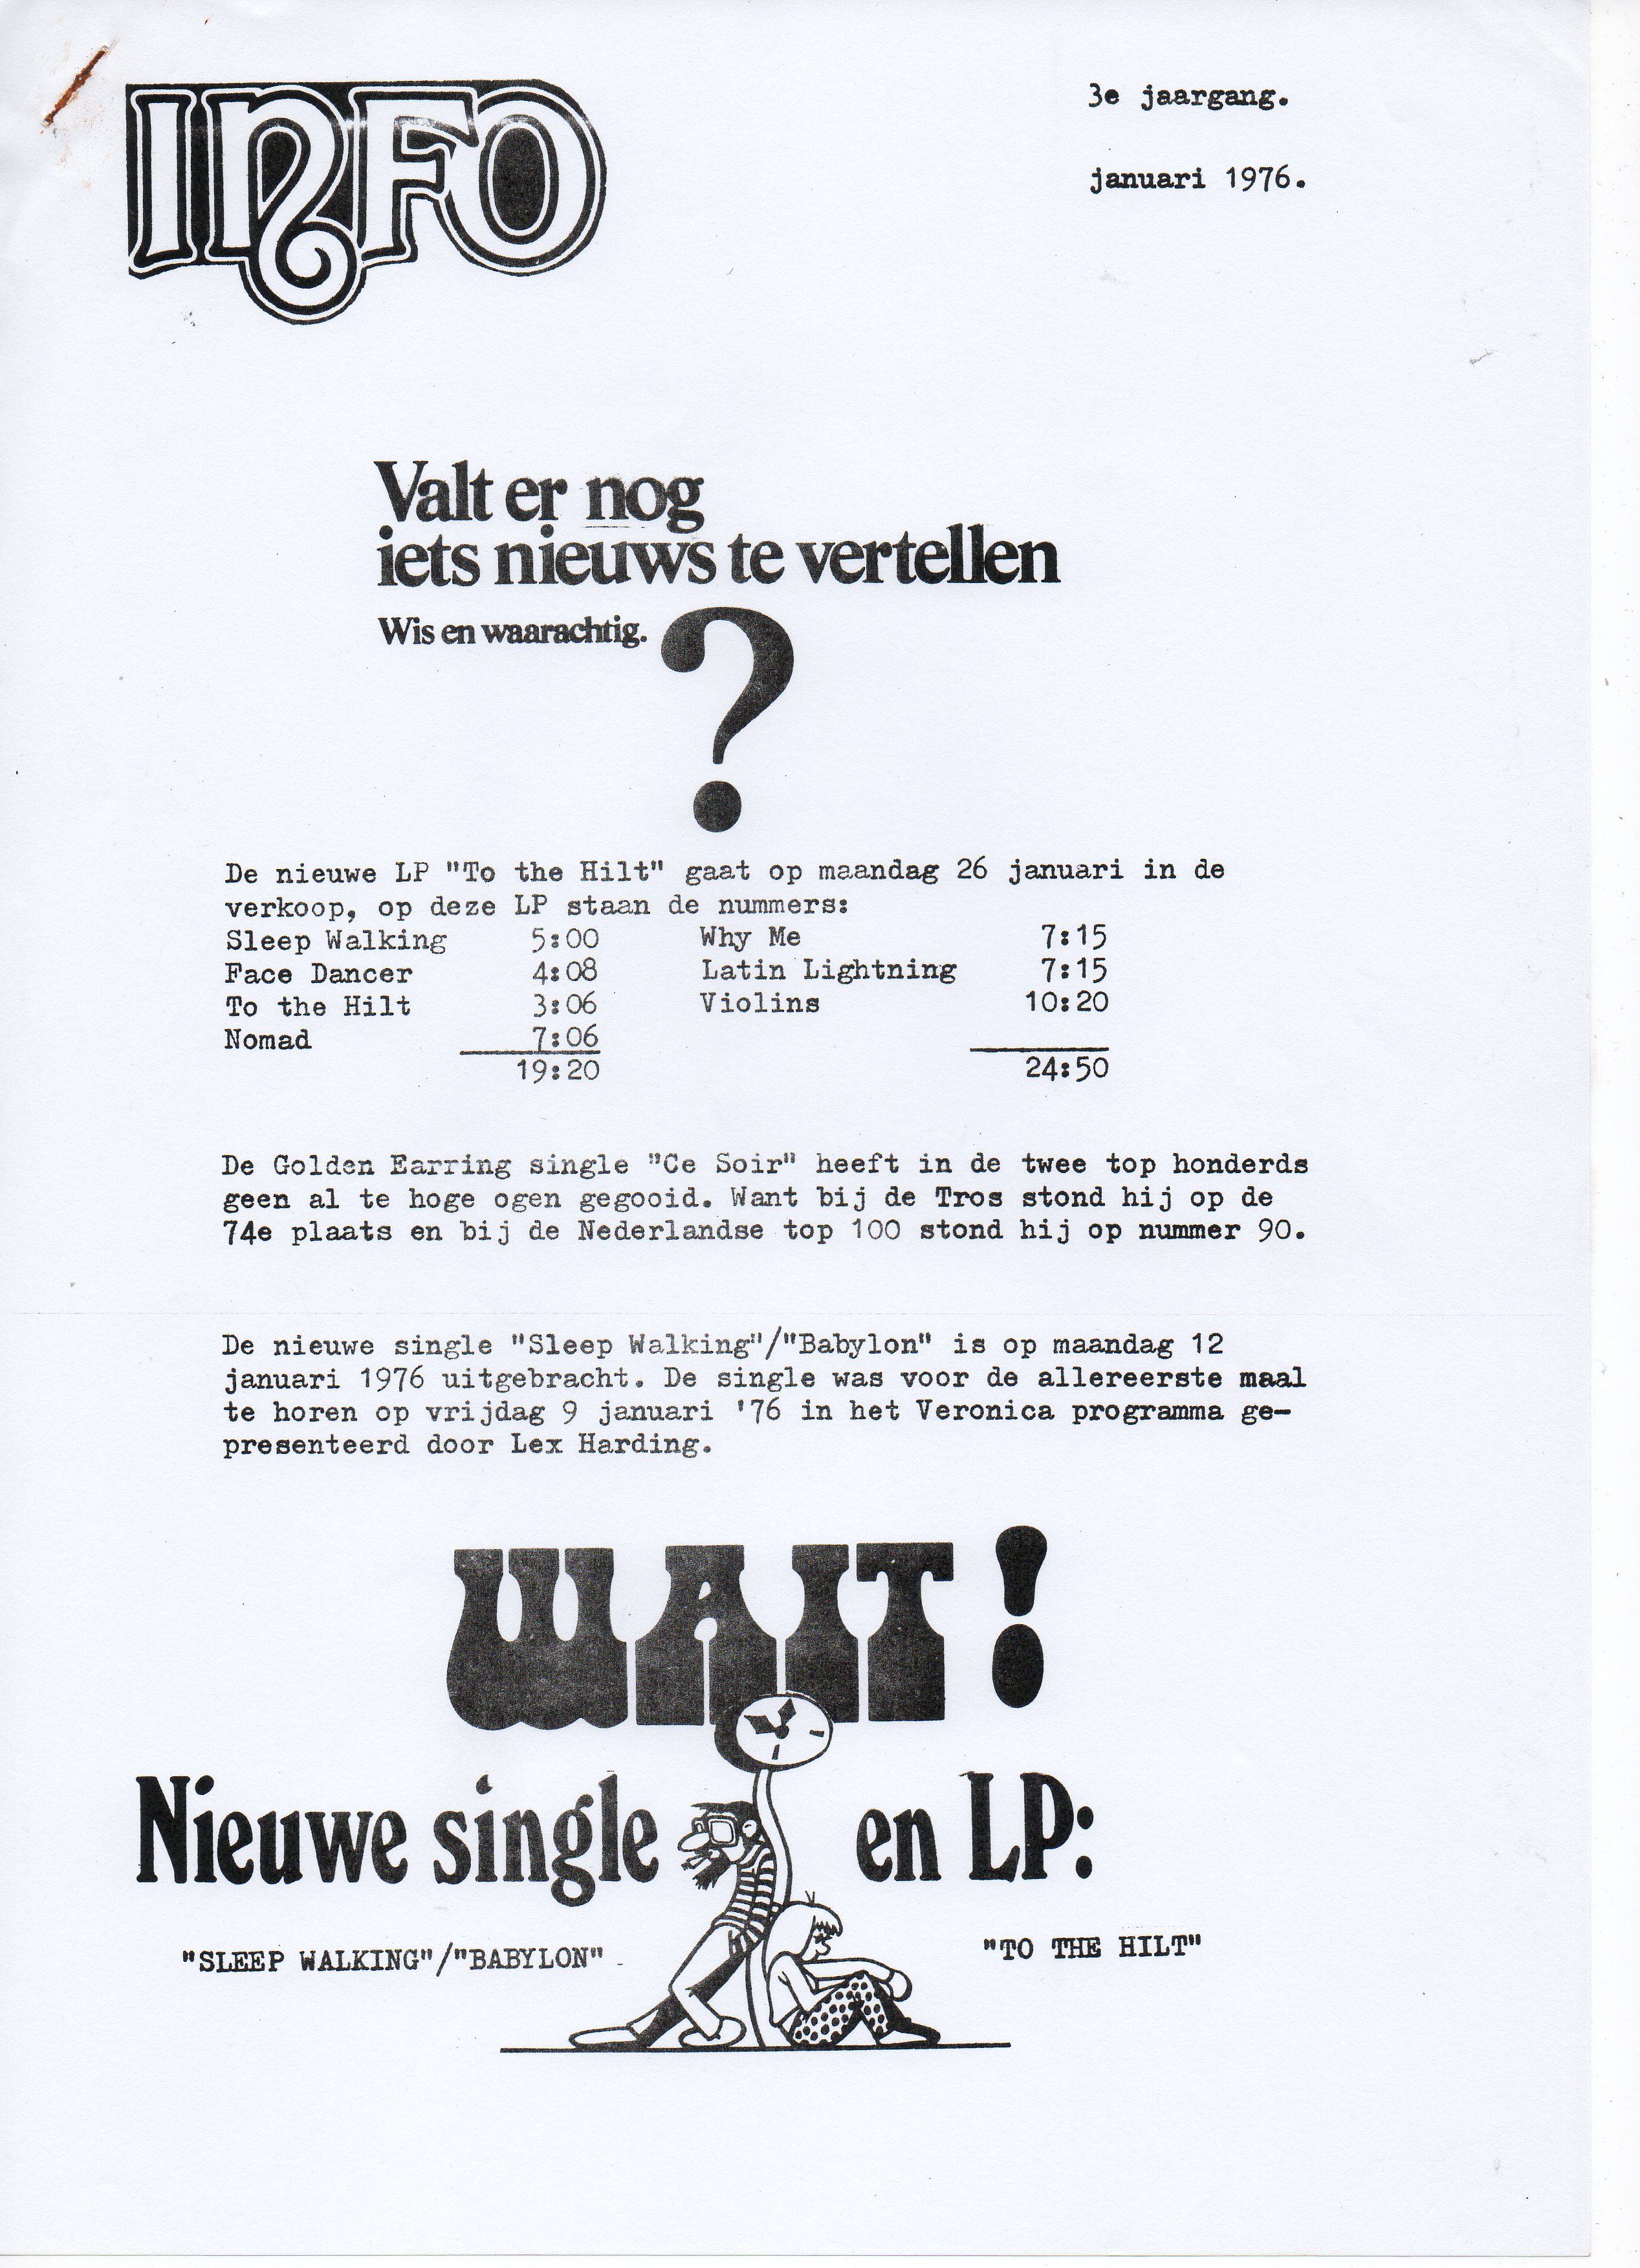 INFO
3e jaargang.
januari 1976.
Valt er nog
iets nieuws te vertellen
Wis en waarachtig.
?
De nieuwe LP "To the Hilt" gaat op maandag 26 januari in de
verkoop, op deze LP staan de nummers:
Sleep Walking 5:00 Why Me 7:15
Face Dancer 4:08 Latin Lightning 7:15
To the Hilt 3:06 Violins 10:20
Nomad 7:06
19:20 24:50
De Golden Earring single "Ce Soir" heeft in de twee top honderds
geen al te hoge ogen gegooid. Want bij de Tros stond hij op de
74e plaats en bij de Nederlandse top 100 stond hij op nummer 90.
De nieuwe single "Sleep Walking"/"Babylon" is op maandag 12
januari 1976 uitgebracht. De single was voor de allereerste maal
te horen op vrijdag 9 januari '76 in het Veronica programma ge-
presenteerd door Lex Harding.
WAIT!
Nieuwe single en LP:
"SLEEP WALKING"/"BABYLON" "TO THE HILT"